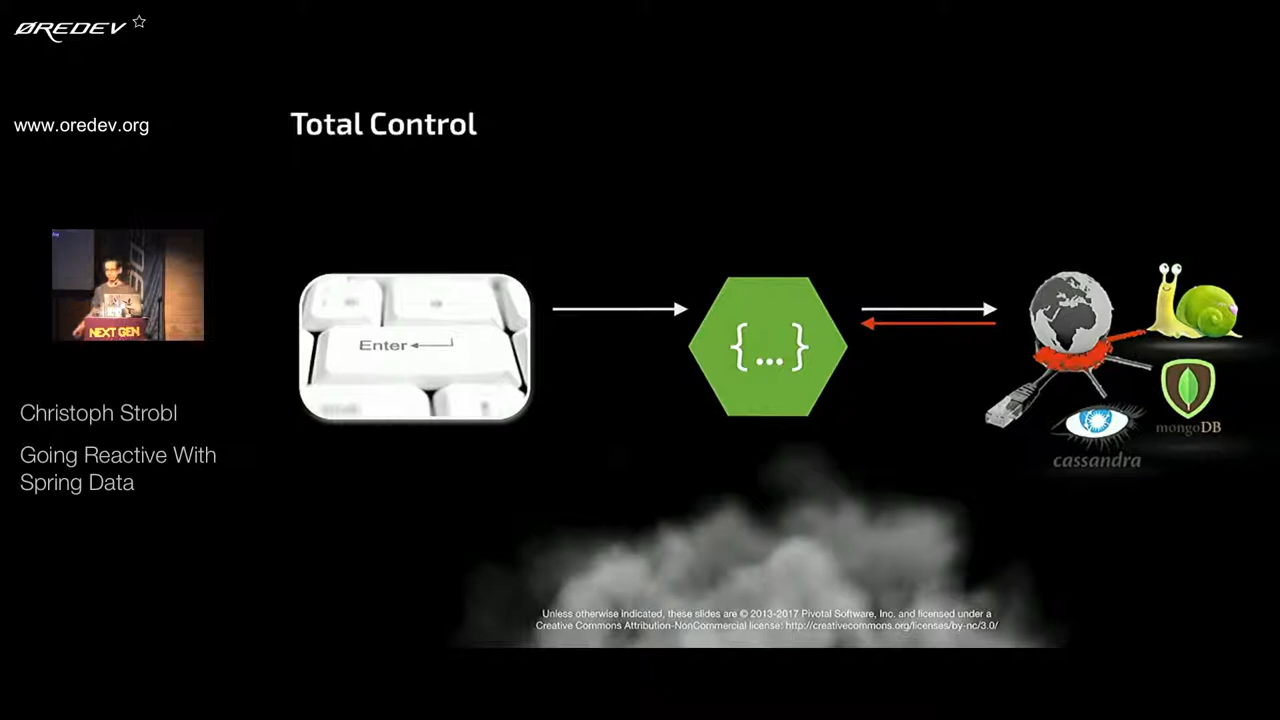 ØREDEV
www.oredev.org
Total Control
NEXT GEN
Enter
{...}
mongoDB
cassandra
Christoph Strobl
Going Reactive With
Spring Data
Unless otherwise indicated, these slides are © 2013-2017 Pivotal Software, Inc. and licensed under a
Creative Commons Attribution-NonCommercial license: http://creativecommons.org/licenses/by-nc/3.0/